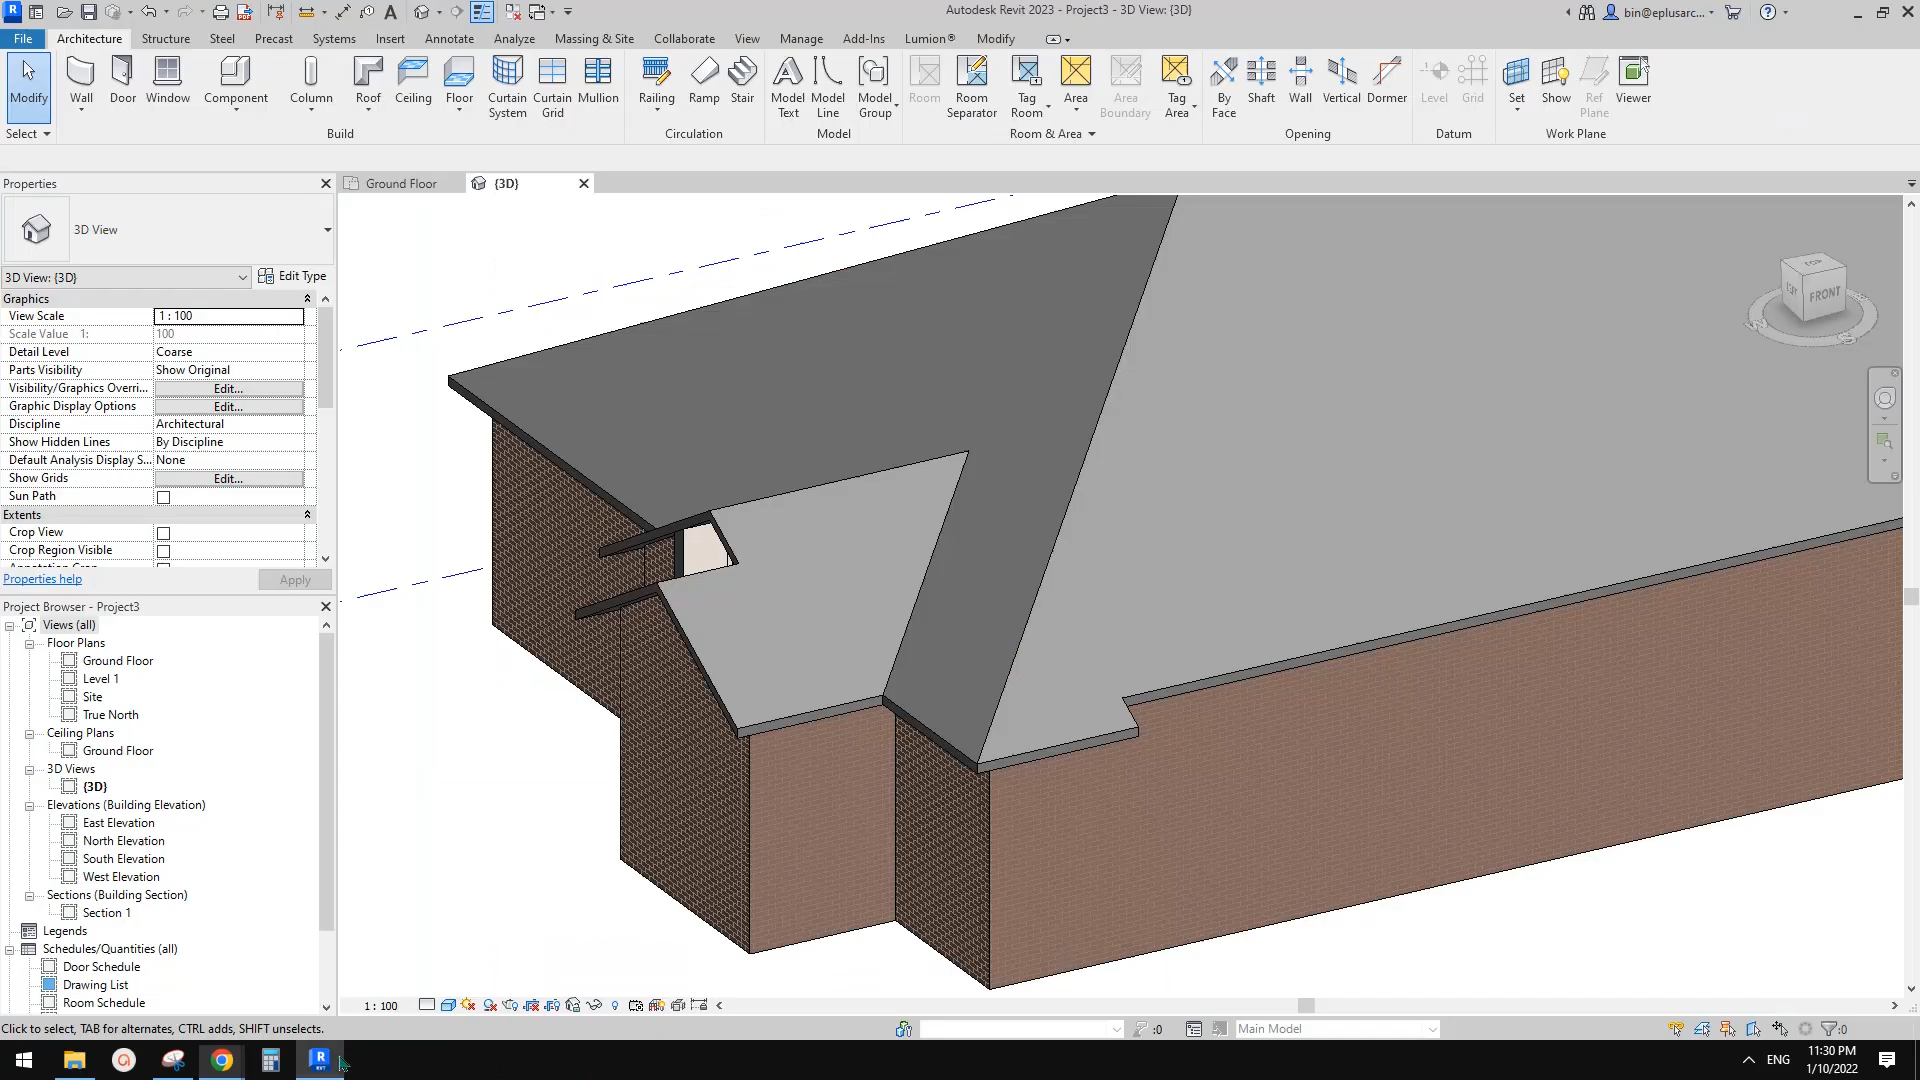 Autodesk Revit 2023 - Project3 - 3D View: {3D}
bin@eplusarc...
File Architecture Structure Steel Precast Systems Insert Annotate Analyze Massing & Site Collaborate View Manage Add-Ins Lumion® Modify
Modify Wall Door Window Component Column Roof Ceiling Floor Curtain System Curtain Grid Mullion Railing Ramp Stair Model Text Model Line Model Group Room Room Separator Tag Room Area Area Boundary Tag Area By Face Shaft Wall Vertical Dormer Level Grid Set Show Ref Plane Viewer
Select Build Circulation Model Room & Area Opening Datum Work Plane
Properties
Ground Floor
{3D}
3D View
3D View: {3D}
Edit Type
Graphics
View Scale 1 : 100
Scale Value 1: 100
Detail Level Coarse
Parts Visibility Show Original
Visibility/Graphics Overri... Edit...
Graphic Display Options Edit...
Discipline Architectural
Show Hidden Lines By Discipline
Default Analysis Display S... None
Show Grids Edit...
Sun Path
Extents
Crop View
Crop Region Visible
Properties help
Apply
Project Browser - Project3
Views (all)
Floor Plans
Ground Floor
Level 1
Site
True North
Ceiling Plans
Ground Floor
3D Views
{3D}
Elevations (Building Elevation)
East Elevation
North Elevation
South Elevation
West Elevation
Sections (Building Section)
Section 1
Legends
Schedules/Quantities (all)
Door Schedule
Drawing List
Room Schedule
TOP
FRONT
1 : 100
Click to select, TAB for alternates, CTRL adds, SHIFT unselects.
:0
Main Model
:0
ENG
11:30 PM
1/10/2022